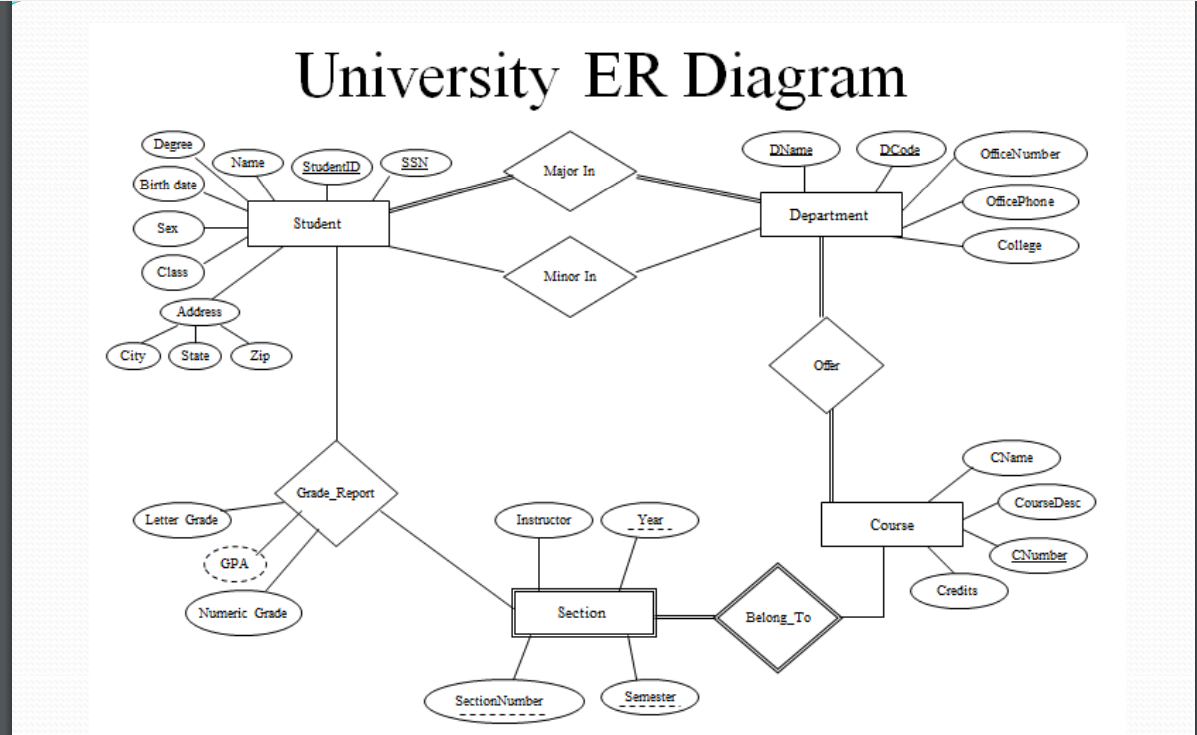 University ER Diagram
Degree
Name
StudentID
SSN
Birth date
Sex
Class
Student
Address
City
State
Zip
Major In
Minor In
DName
DCode
OfficeNumber
OfficePhone
College
Department
Offer
Grade_Report
Letter Grade
GPA
Numeric Grade
Instructor
Year
Section
SectionNumber
Semester
Belong_To
Course
CName
CourseDesc
CNumber
Credits